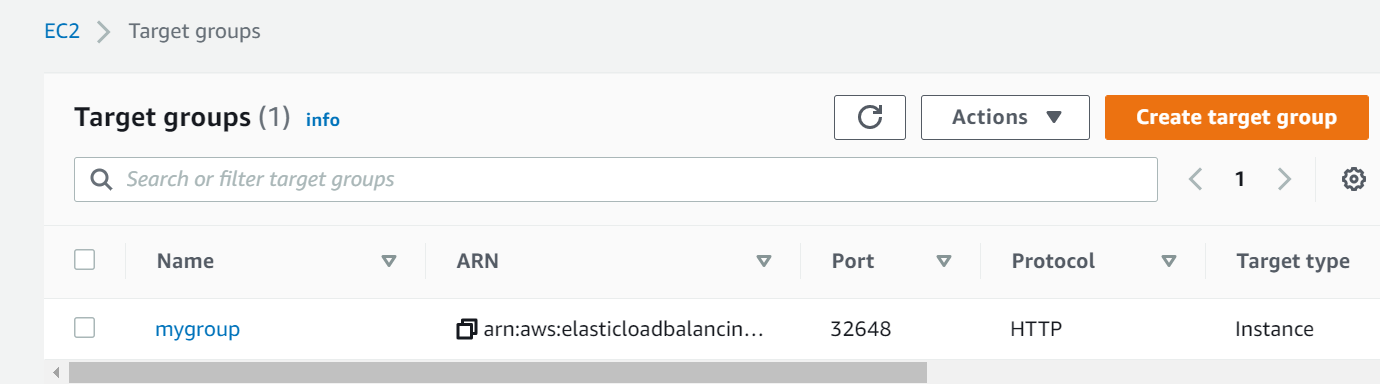 EC2 Target groups
Target groups (1) info
Actions
Create target group
Search or filter target groups
1
Name ARN Port Protocol Target type
mygroup arn:aws:elasticloadbalancin... 32648 HTTP Instance